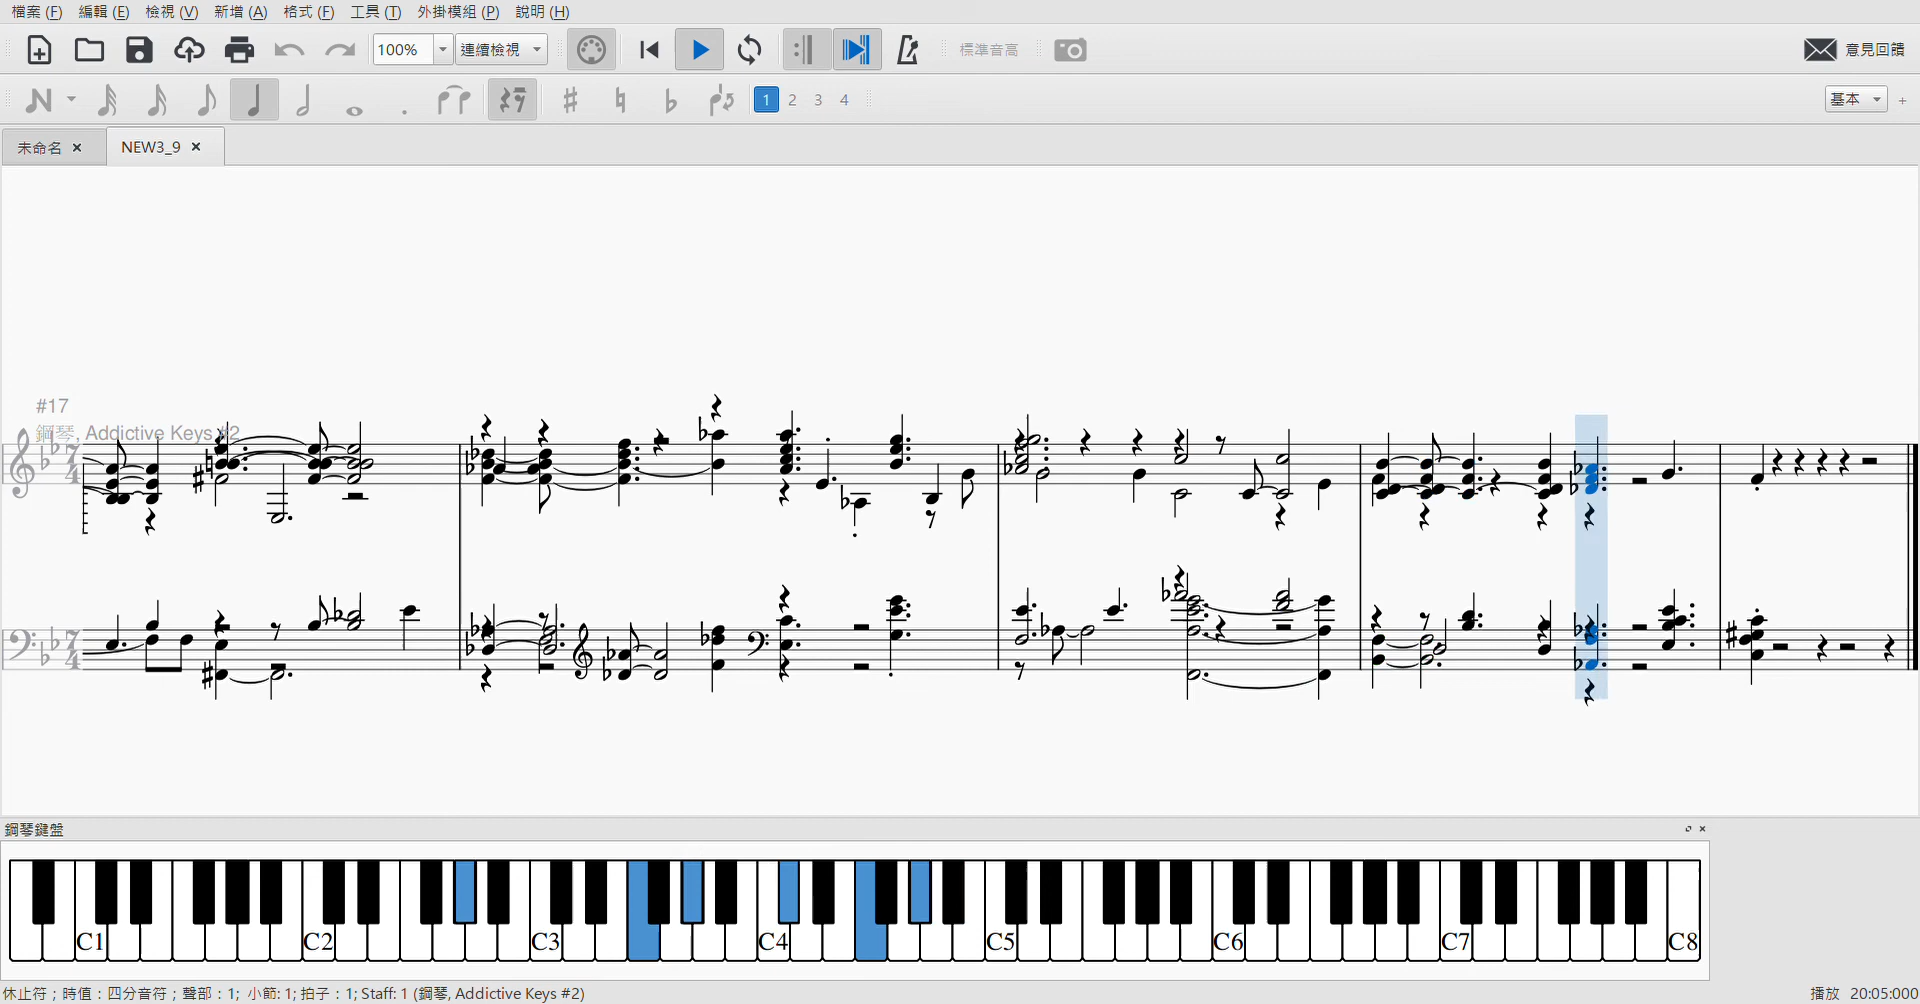 檔案 (F) 編輯 (E) 檢視 (V) 新增 (A) 格式 (F) 工具 (T) 外掛模組 (P) 說明 (H)
100% 連續檢視 標準音高 意見回饋
1 2 3 4 基本 +
未命名 NEW3_9
#17
鋼琴, Addictive Keys #2
鋼琴鍵盤
C1 C2 C3 C4 C5 C6 C7 C8
休止符；時值：四分音符；聲部：1; 小節: 1; 拍子：1; Staff: 1 (鋼琴, Addictive Keys #2) 播放 20:05:000